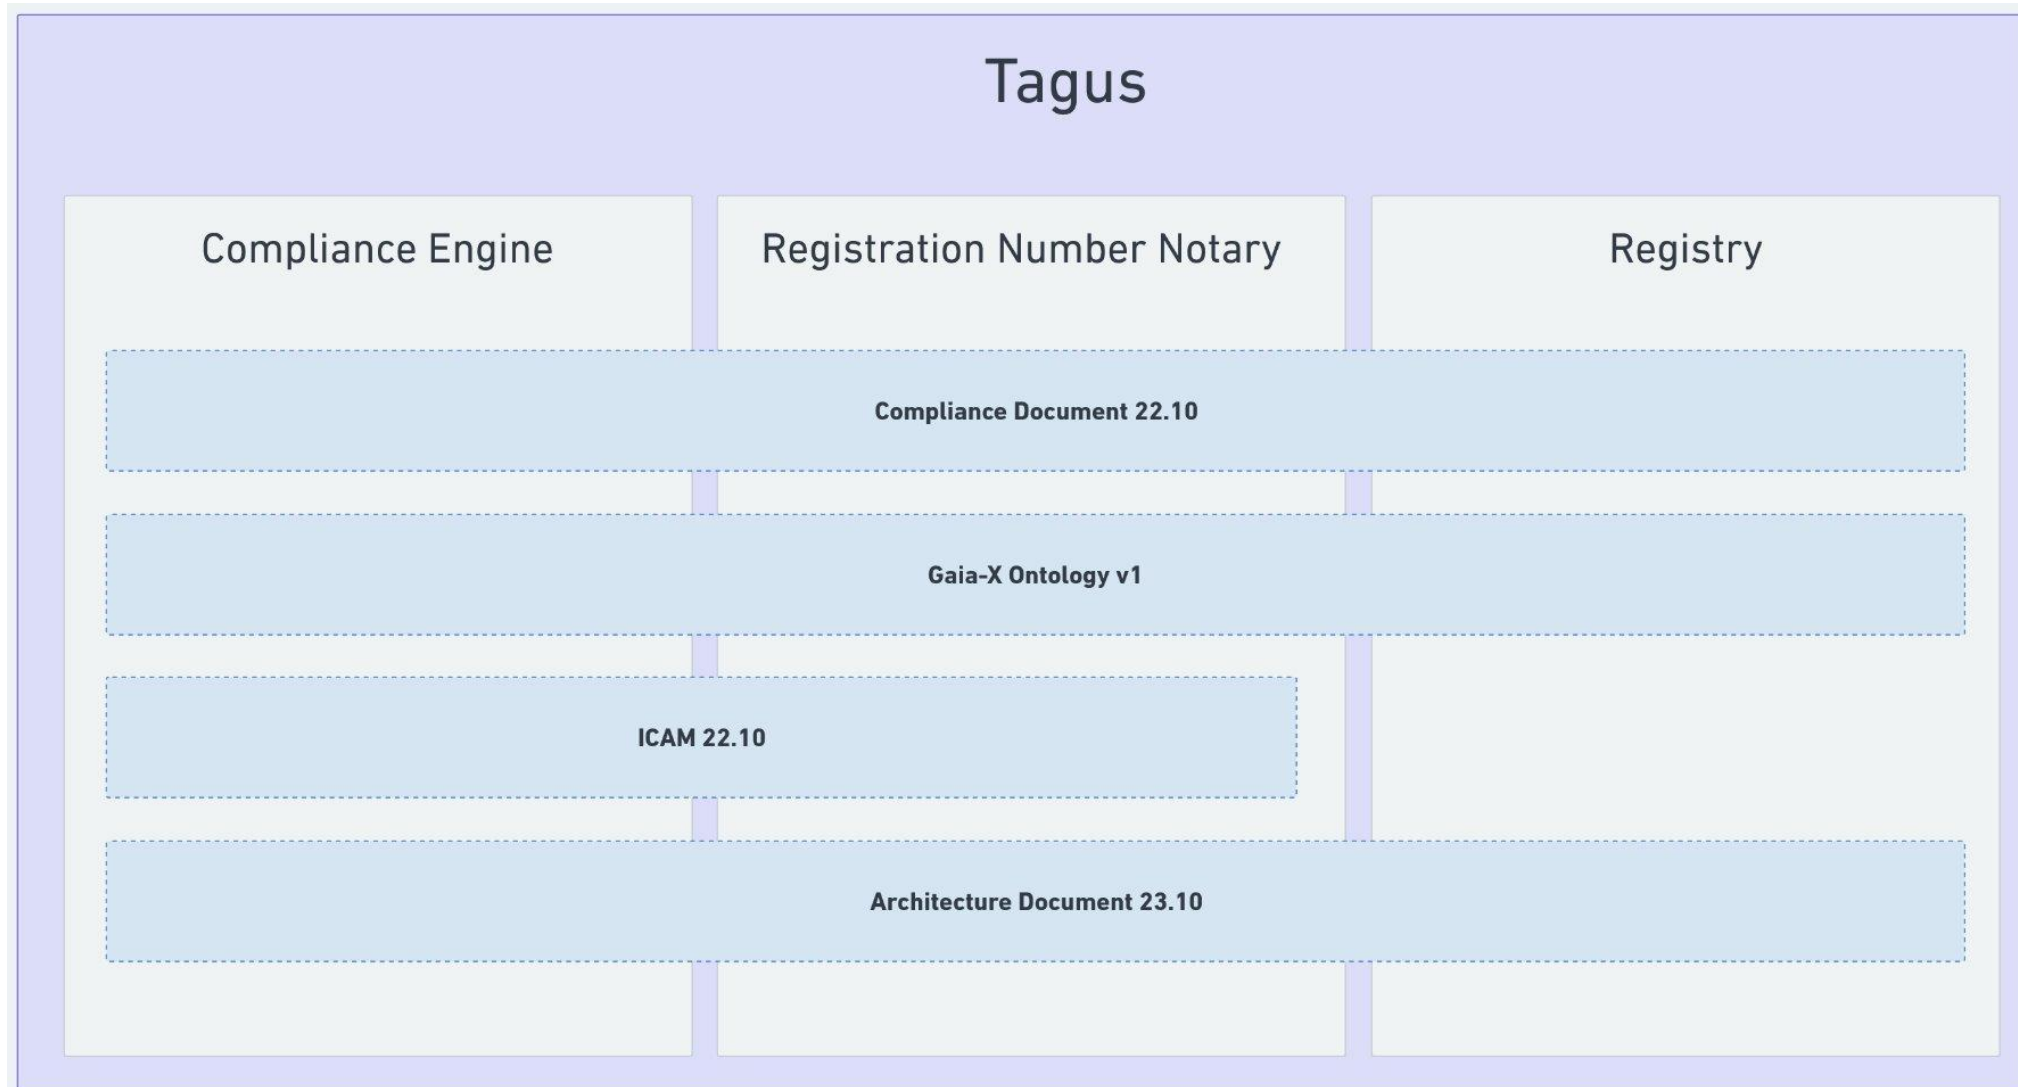 Tagus
Compliance Engine
Registration Number Notary
Registry
Compliance Document 22.10
Gaia-X Ontology v1
ICAM 22.10
Architecture Document 23.10